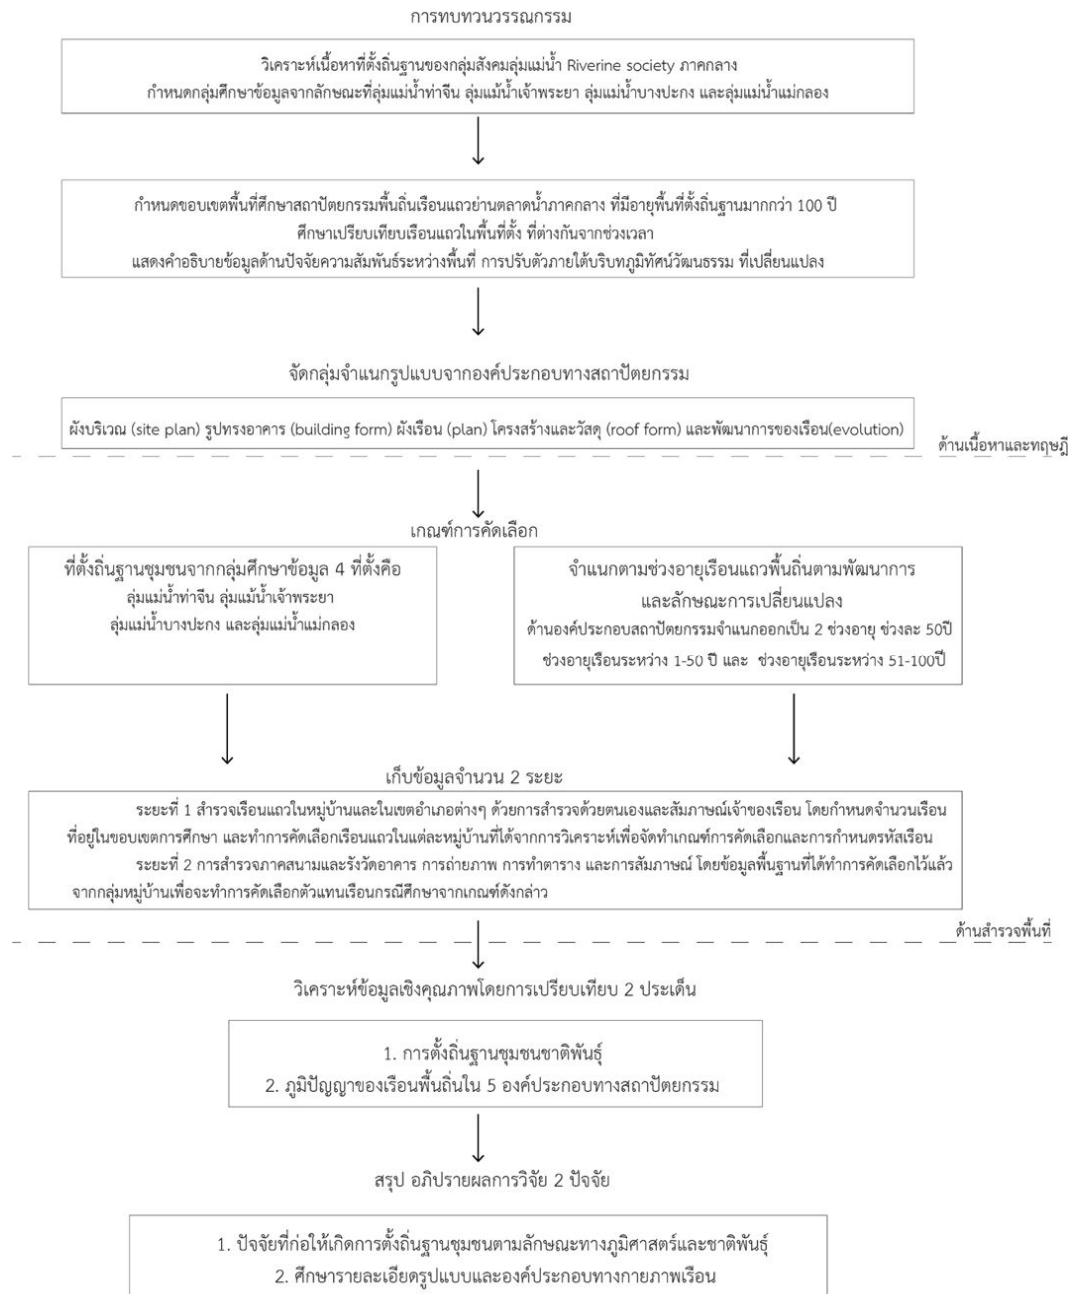 การทบทวนวรรณกรรม
วิเคราะห์เนื้อหาที่ตั้งถิ่นฐานของกลุ่มสังคมลุ่มแม่น้ำ Riverine society ภาคกลาง
กำหนดกลุ่มศึกษาข้อมูลจากลักษณะที่ลุ่มแม่น้ำท่าจีน ลุ่มแม้น้ำเจ้าพระยา ลุ่มแม่น้ำบางปะกง และลุ่มแม่น้ำแม่กลอง
กำหนดขอบเขตพื้นที่ศึกษาสถาปัตยกรรมพื้นถิ่นเรือนแถวย่านตลาดน้ำภาคกลาง ที่มีอายุพื้นที่ตั้งถิ่นฐานมากกว่า 100 ปี
ศึกษาเปรียบเทียบเรือนแถวในพื้นที่ตั้ง ที่ต่างกันจากช่วงเวลา
แสดงคำอธิบายข้อมูลด้านปัจจัยความสัมพันธ์ระหว่างพื้นที่ การปรับตัวภายใต้บริบทภูมิทัศน์วัฒนธรรม ที่เปลี่ยนแปลง
จัดกลุ่มจำแนกรูปแบบจากองค์ประกอบทางสถาปัตยกรรม
ผังบริเวณ (site plan) รูปทรงอาคาร (building form) ผังเรือน (plan) โครงสร้างและวัสดุ (roof form) และพัฒนาการของเรือน(evolution)
ด้านเนื้อหาและทฤษฎี
เกณฑ์การคัดเลือก
ที่ตั้งถิ่นฐานชุมชนจากกลุ่มศึกษาข้อมูล 4 ที่ตั้งคือ
ลุ่มแม่น้ำท่าจีน ลุ่มแม้น้ำเจ้าพระยา
ลุ่มแม่น้ำบางปะกง และลุ่มแม่น้ำแม่กลอง
จำแนกตามช่วงอายุเรือนแถวพื้นถิ่นตามพัฒนาการ
และลักษณะการเปลี่ยนแปลง
ด้านองค์ประกอบสถาปัตยกรรมจำแนกออกเป็น 2 ช่วงอายุ ช่วงละ 50ปี
ช่วงอายุเรือนระหว่าง 1-50 ปี และ ช่วงอายุเรือนระหว่าง 51-100ปี
เก็บข้อมูลจำนวน 2 ระยะ
ระยะที่ 1 สำรวจเรือนแถวในหมู่บ้านและในเขตอำเภอต่างๆ ด้วยการสำรวจด้วยตนเองและสัมภาษณ์เจ้าของเรือน โดยกำหนดจำนวนเรือน
ที่อยู่ในขอบเขตการศึกษา และทำการคัดเลือกเรือนแถวในแต่ละหมู่บ้านที่ได้จากการวิเคราะห์เพื่อจัดทำเกณฑ์การคัดเลือกและการกำหนดรหัสเรือน
ระยะที่ 2 การสำรวจภาคสนามและรังวัดอาคาร การถ่ายภาพ การทำตาราง และการสัมภาษณ์ โดยข้อมูลพื้นฐานที่ได้ทำการคัดเลือกไว้แล้ว
จากกลุ่มหมู่บ้านเพื่อจะทำการคัดเลือกตัวแทนเรือนกรณีศึกษาจากเกณฑ์ดังกล่าว
ด้านสำรวจพื้นที่
วิเคราะห์ข้อมูลเชิงคุณภาพโดยการเปรียบเทียบ 2 ประเด็น
1. การตั้งถิ่นฐานชุมชนชาติพันธุ์
2. ภูมิปัญญาของเรือนพื้นถิ่นใน 5 องค์ประกอบทางสถาปัตยกรรม
สรุป อภิปรายผลการวิจัย 2 ปัจจัย
1. ปัจจัยที่ก่อให้เกิดการตั้งถิ่นฐานชุมชนตามลักษณะทางภูมิศาสตร์และชาติพันธุ์
2. ศึกษารายละเอียดรูปแบบและองค์ประกอบทางกายภาพเรือน